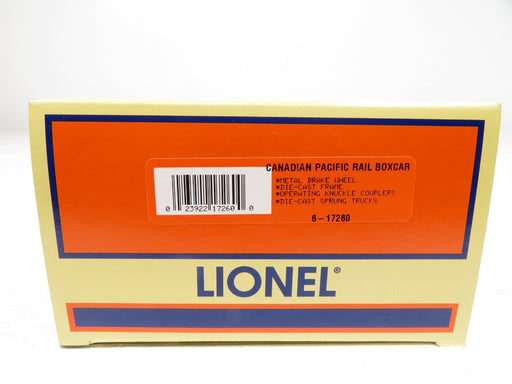 CANADIAN PACIFIC RAIL BOXCAR
*METAL BRAKE WHEEL
*DIE-CAST FRAME
*OPERATING KNUCKLE COUPLERS
*DIE-CAST SPRUNG TRUCKS
0 23922 17260 0
6-17260
LIONEL®